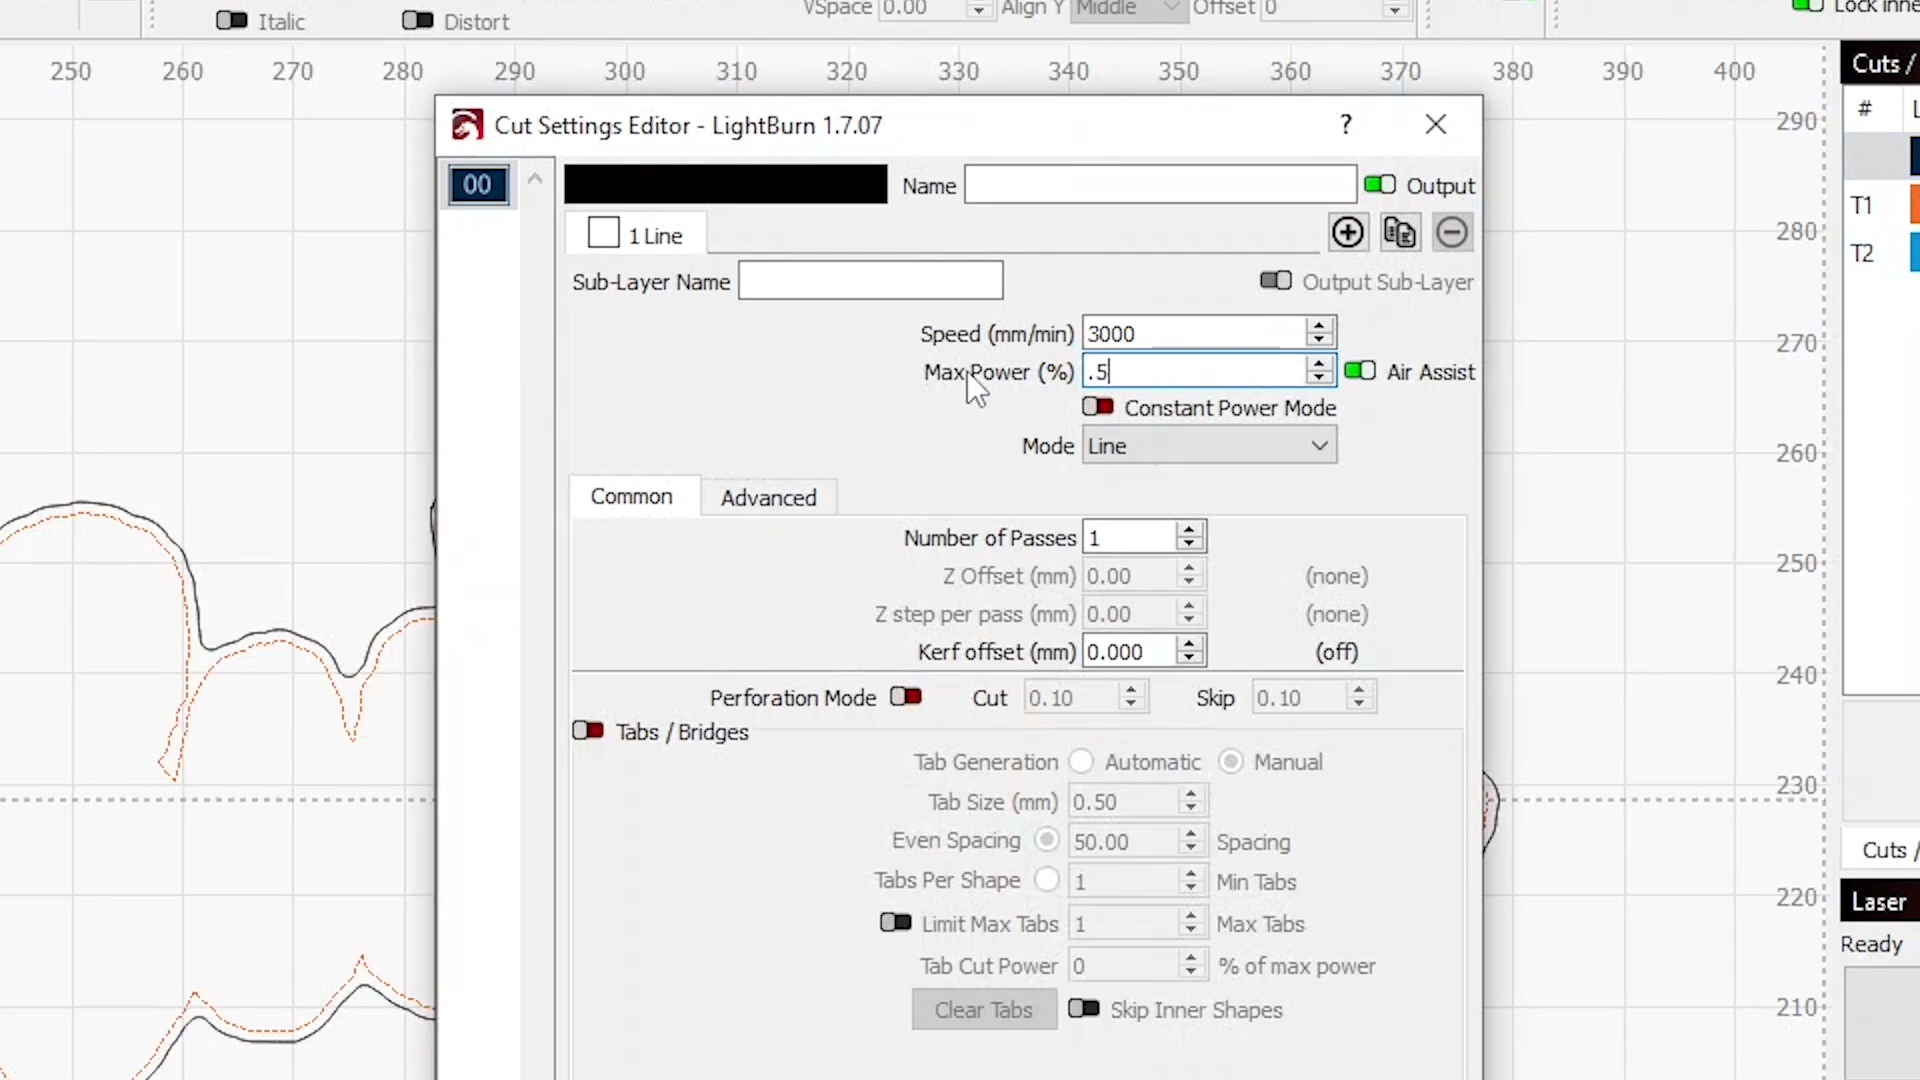 VSpace 0.00 Align Y Middle Offset 0
Lock inne
Italic Distort
250 260 270 280 290 300 310 320 330 340 350 360 370 380 390 400
Cuts /
#
T1
T2
290
280
270
260
250
240
230
220
210
Cut Settings Editor - LightBurn 1.7.07 ?
00
Name Output
1 Line
Sub-Layer Name Output Sub-Layer
Speed (mm/min) 3000
Max Power (%) .5 Air Assist
Constant Power Mode
Mode Line
Common Advanced
Number of Passes 1
Z Offset (mm) 0.00 (none)
Z step per pass (mm) 0.00 (none)
Kerf offset (mm) 0.000 (off)
Perforation Mode Cut 0.10 Skip 0.10
Tabs / Bridges
Tab Generation Automatic Manual
Tab Size (mm) 0.50
Even Spacing 50.00 Spacing
Tabs Per Shape 1 Min Tabs
Limit Max Tabs 1 Max Tabs
Tab Cut Power 0 % of max power
Clear Tabs Skip Inner Shapes
Cuts /
Laser
Ready